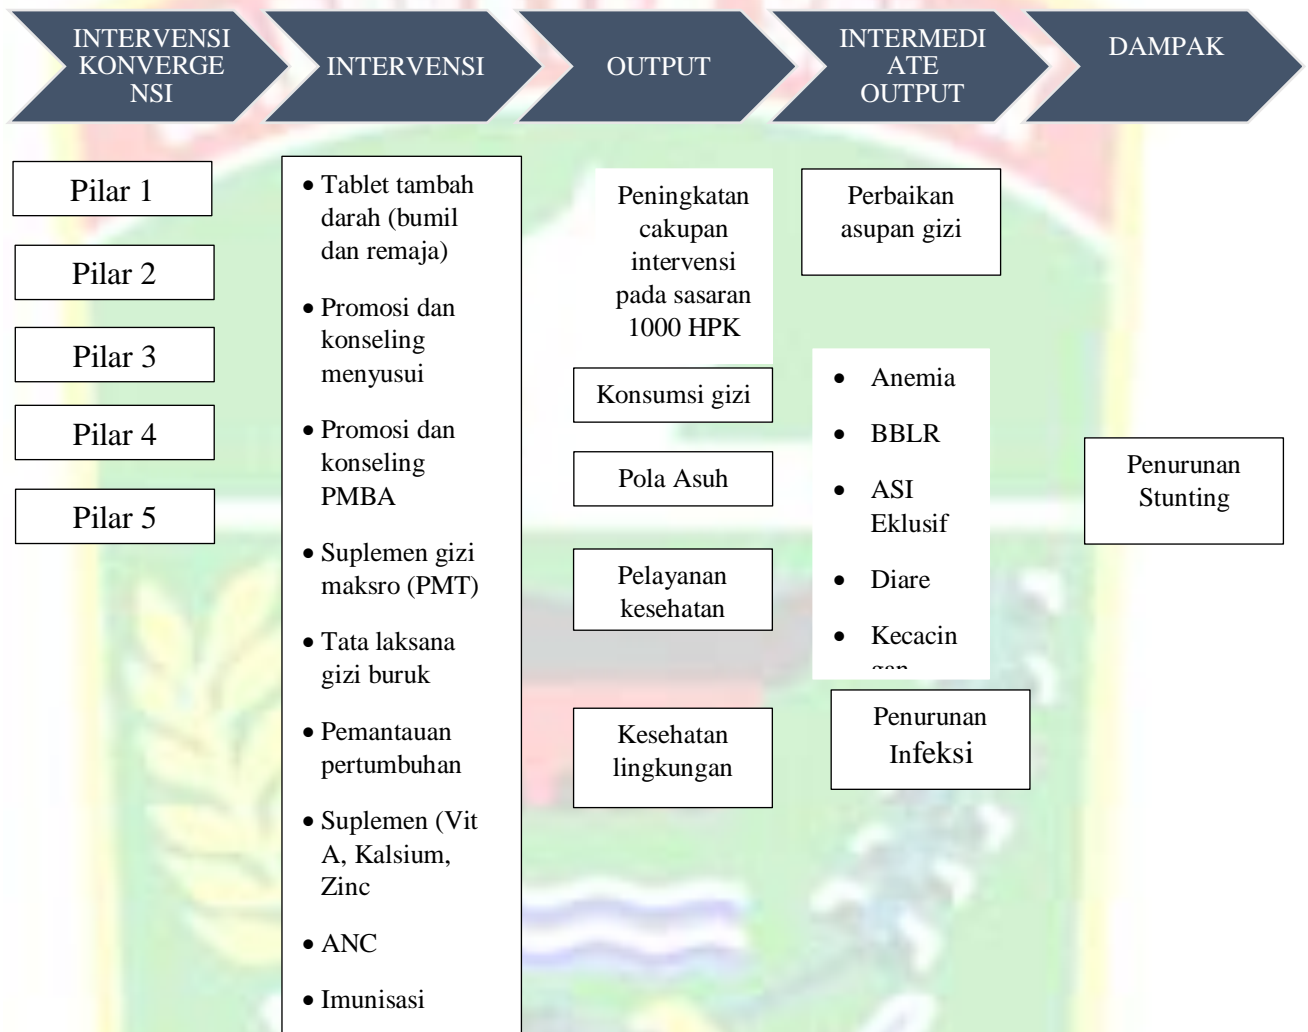 INTERVENSI
KONVERGE
NSI
INTERVENSI
OUTPUT
INTERMEDI
ATE
OUTPUT
DAMPAK
Pilar 1
Pilar 2
Pilar 3
Pilar 4
Pilar 5
• Tablet tambah
darah (bumil
dan remaja)
• Promosi dan
konseling
menyusui
• Promosi dan
konseling
PMBA
• Suplemen gizi
maksro (PMT)
• Tata laksana
gizi buruk
• Pemantauan
pertumbuhan
• Suplemen (Vit
A, Kalsium,
Zinc
• ANC
• Imunisasi
Peningkatan
cakupan
intervensi
pada sasaran
1000 HPK
Konsumsi gizi
Pola Asuh
Pelayanan
kesehatan
Kesehatan
lingkungan
Perbaikan
asupan gizi
• Anemia
• BBLR
• ASI
Eklusif
• Diare
• Kecacin
Penurunan
Infeksi
Penurunan
Stunting